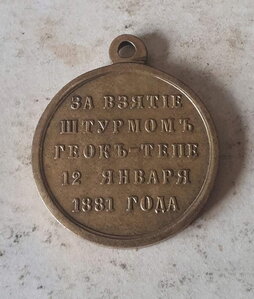 ЗА ВЗЯТІЕ
ШТУРМОМЪ
ГЕОКЪ-ТЕПЕ
12 ЯНВАРЯ
1881 ГОДА